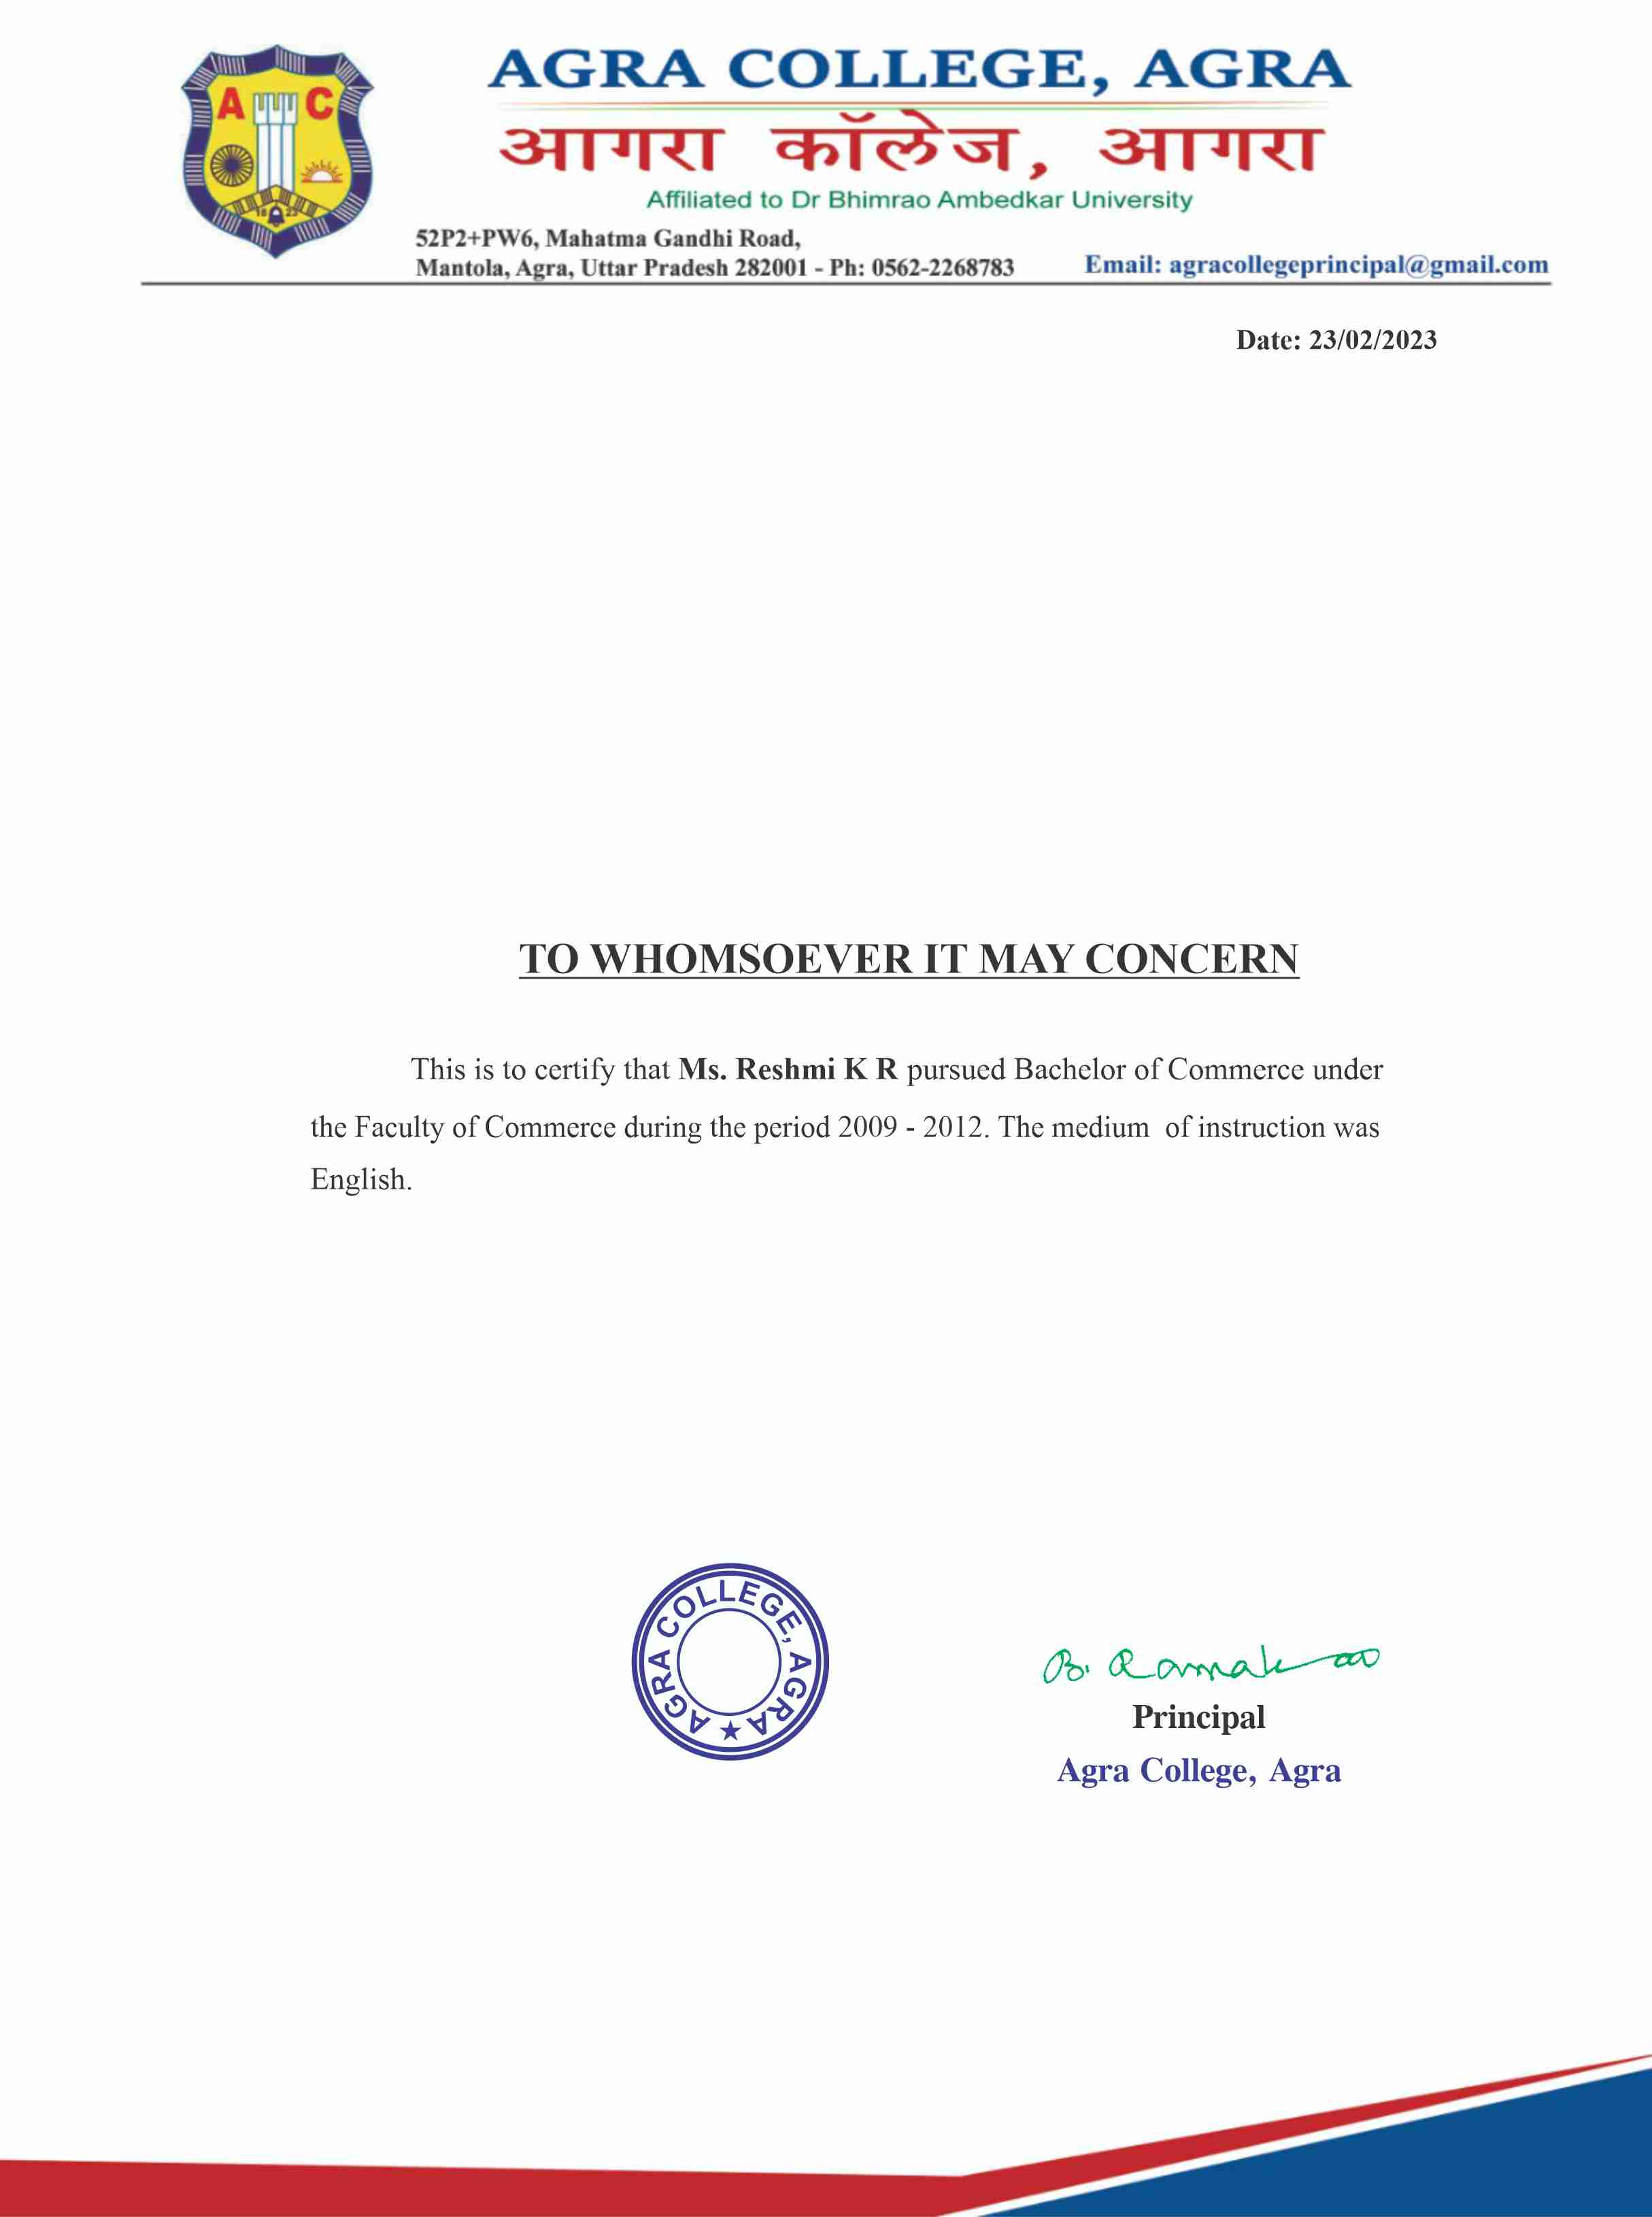 A C
18 23
AGRA COLLEGE, AGRA
आगरा कॉलेज, आगरा
Affiliated to Dr Bhimrao Ambedkar University
52P2+PW6, Mahatma Gandhi Road,
Mantola, Agra, Uttar Pradesh 282001 - Ph: 0562-2268783
Email: agracollegeprincipal@gmail.com
Date: 23/02/2023
TO WHOMSOEVER IT MAY CONCERN
This is to certify that Ms. Reshmi K R pursued Bachelor of Commerce under
the Faculty of Commerce during the period 2009 - 2012. The medium of instruction was
English.
AGRA COLLEGE, AGRA
Principal
Agra College, Agra